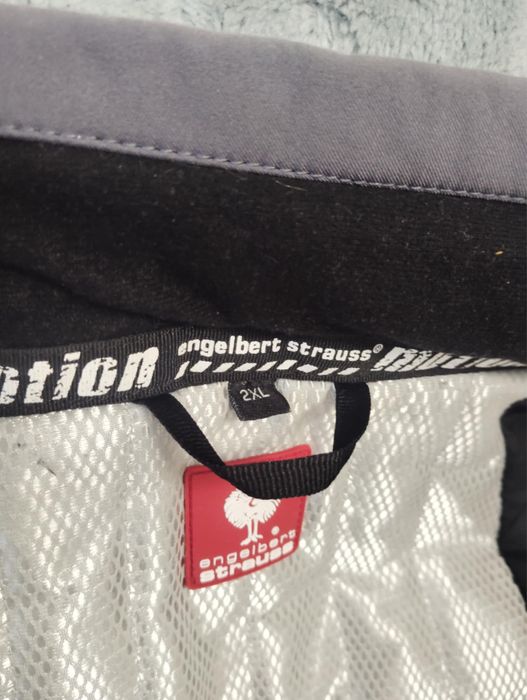 otion engelbert strauss® motion
2XL
®
engelbert
strauss